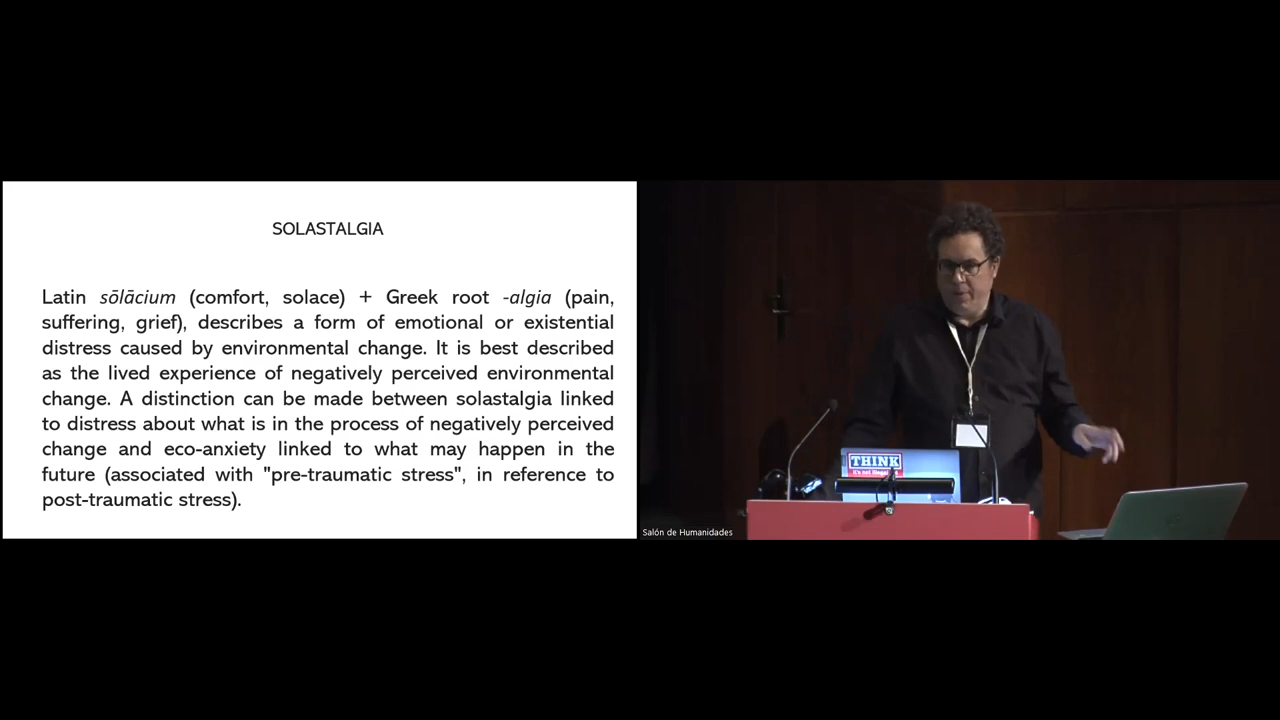 SOLASTALGIA
Latin sōlācium (comfort, solace) + Greek root -algia (pain,
suffering, grief), describes a form of emotional or existential
distress caused by environmental change. It is best described
as the lived experience of negatively perceived environmental
change. A distinction can be made between solastalgia linked
to distress about what is in the process of negatively perceived
change and eco-anxiety linked to what may happen in the
future (associated with "pre-traumatic stress", in reference to
post-traumatic stress).
THINK
it's not
Salón de Humanidades